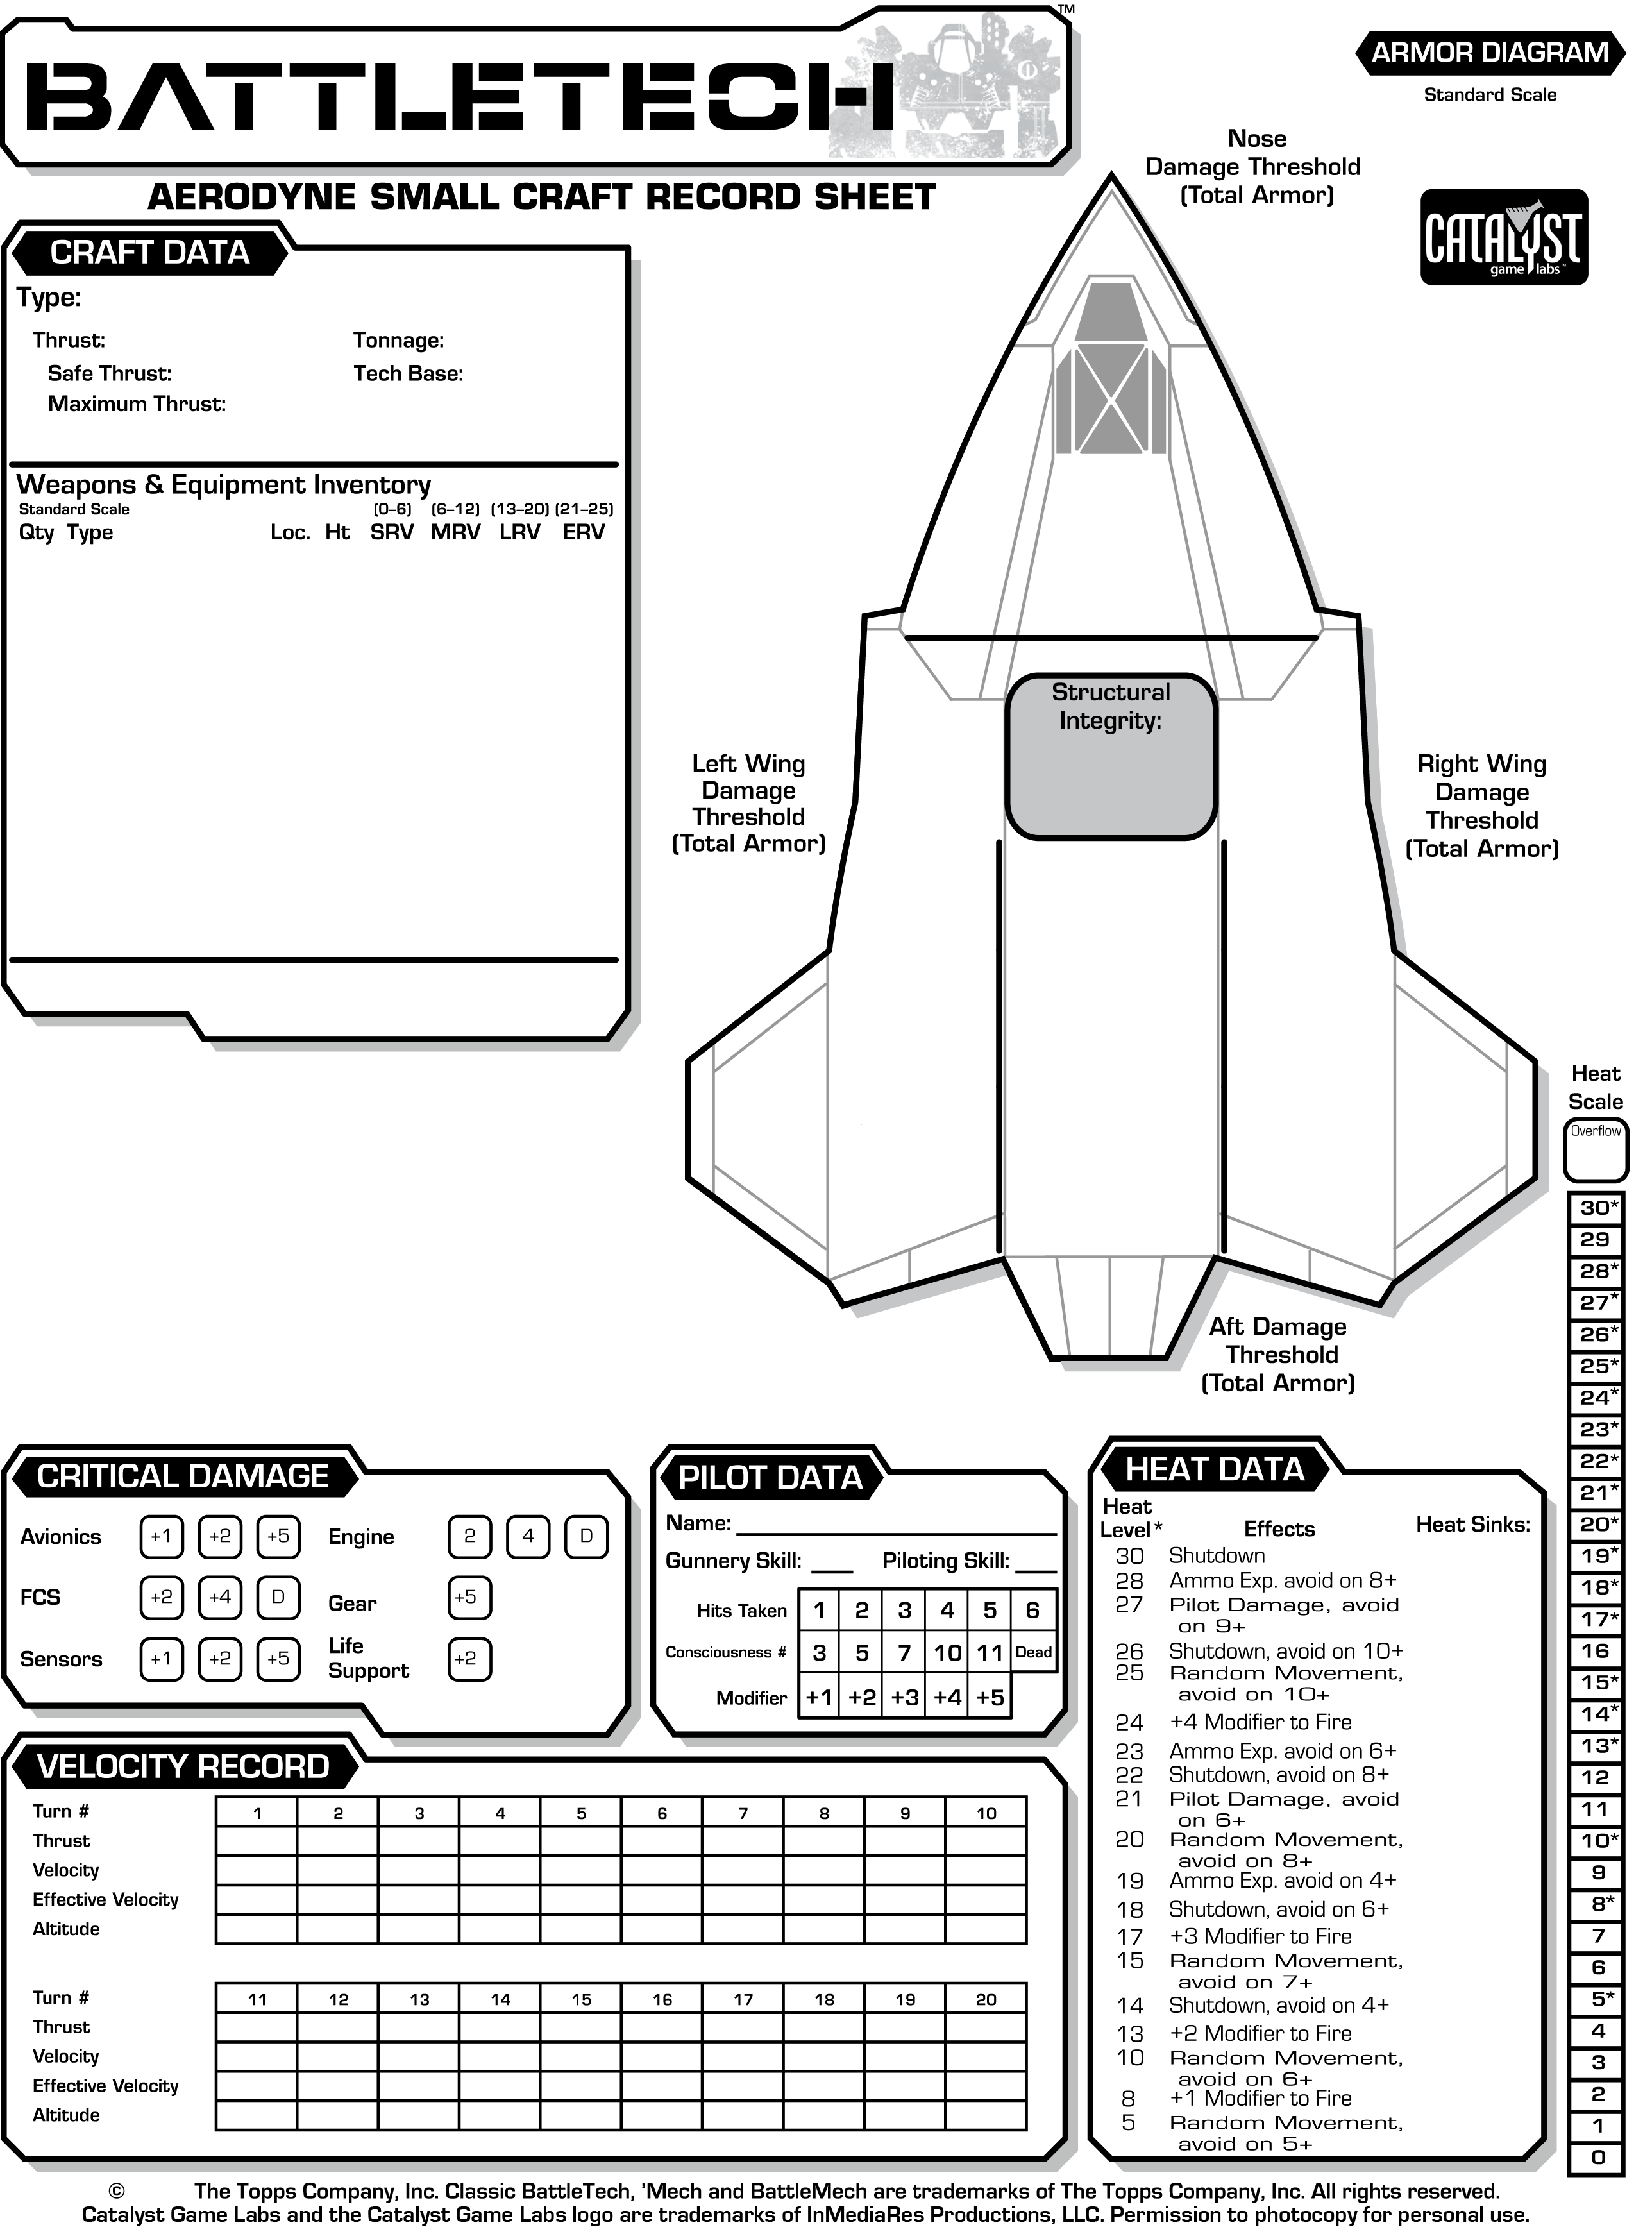 BATTLETECH
TM
AERODYNE SMALL CRAFT RECORD SHEET
ARMOR DIAGRAM
Standard Scale
Nose
Damage Threshold
(Total Armor)
CATALYST
game labs™
CRAFT DATA
Type:
Thrust: Tonnage:
Safe Thrust: Tech Base:
Maximum Thrust:
Weapons & Equipment Inventory
Standard Scale (0–6) (6–12) (13–20) (21–25)
Qty Type Loc. Ht SRV MRV LRV ERV
Structural
Integrity:
Left Wing
Damage
Threshold
(Total Armor)
Right Wing
Damage
Threshold
(Total Armor)
Aft Damage
Threshold
(Total Armor)
Heat
Scale
Overflow
30*
29
28*
27*
26*
25*
24*
23*
22*
21*
20*
19*
18*
17*
16
15*
14*
13*
12
11
10*
9
8*
7
6
5*
4
3
2
1
0
CRITICAL DAMAGE
Avionics +1 +2 +5 Engine 2 4 D
FCS +2 +4 D Gear +5
Sensors +1 +2 +5 Life
Support +2
PILOT DATA
Name:
Gunnery Skill: Piloting Skill:
Hits Taken 1 2 3 4 5 6
Consciousness # 3 5 7 10 11 Dead
Modifier +1 +2 +3 +4 +5
HEAT DATA
Heat
Level* Effects Heat Sinks:
30 Shutdown
28 Ammo Exp. avoid on 8+
27 Pilot Damage, avoid
on 9+
26 Shutdown, avoid on 10+
25 Random Movement,
avoid on 10+
24 +4 Modifier to Fire
23 Ammo Exp. avoid on 6+
22 Shutdown, avoid on 8+
21 Pilot Damage, avoid
on 6+
20 Random Movement,
avoid on 8+
19 Ammo Exp. avoid on 4+
18 Shutdown, avoid on 6+
17 +3 Modifier to Fire
15 Random Movement,
avoid on 7+
14 Shutdown, avoid on 4+
13 +2 Modifier to Fire
10 Random Movement,
avoid on 6+
8 +1 Modifier to Fire
5 Random Movement,
avoid on 5+
VELOCITY RECORD
Turn # 1 2 3 4 5 6 7 8 9 10
Thrust
Velocity
Effective Velocity
Altitude
Turn # 11 12 13 14 15 16 17 18 19 20
Thrust
Velocity
Effective Velocity
Altitude
© The Topps Company, Inc. Classic BattleTech, 'Mech and BattleMech are trademarks of The Topps Company, Inc. All rights reserved.
Catalyst Game Labs and the Catalyst Game Labs logo are trademarks of InMediaRes Productions, LLC. Permission to photocopy for personal use.